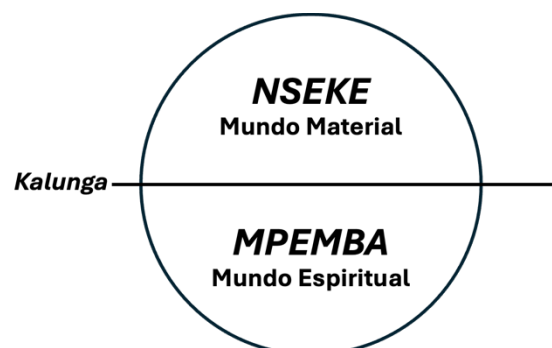 NSEKE
Mundo Material
Kalunga
MPEMBA
Mundo Espiritual